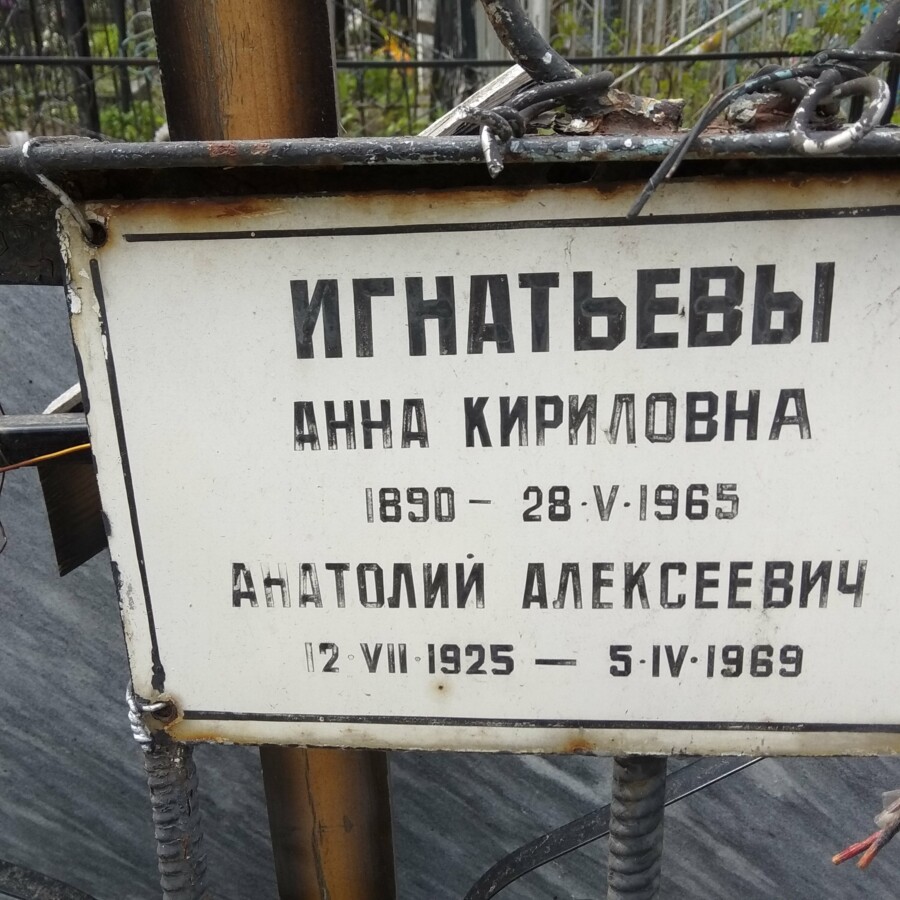 ИГНАТЬЕВЫ
АННА КИРИЛОВНА
1890 – 28·V·1965
АНАТОЛИЙ АЛЕКСЕЕВИЧ
12·VII·1925 — 5·IV·1969